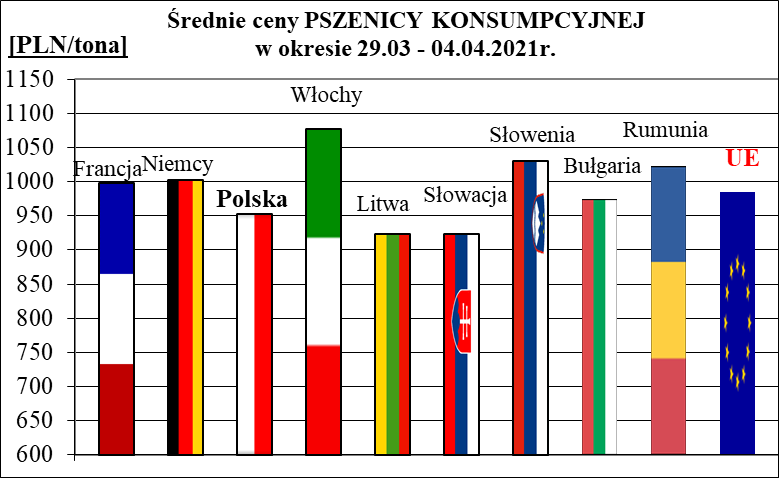 Średnie ceny PSZENICY KONSUMPCYJNEJ
w okresie 29.03 - 04.04.2021r.
[PLN/tona]
1150
1100
1050
1000
950
900
850
800
750
700
650
600
Francja
Niemcy
Polska
Włochy
Litwa
Słowacja
Słowenia
Bułgaria
Rumunia
UE